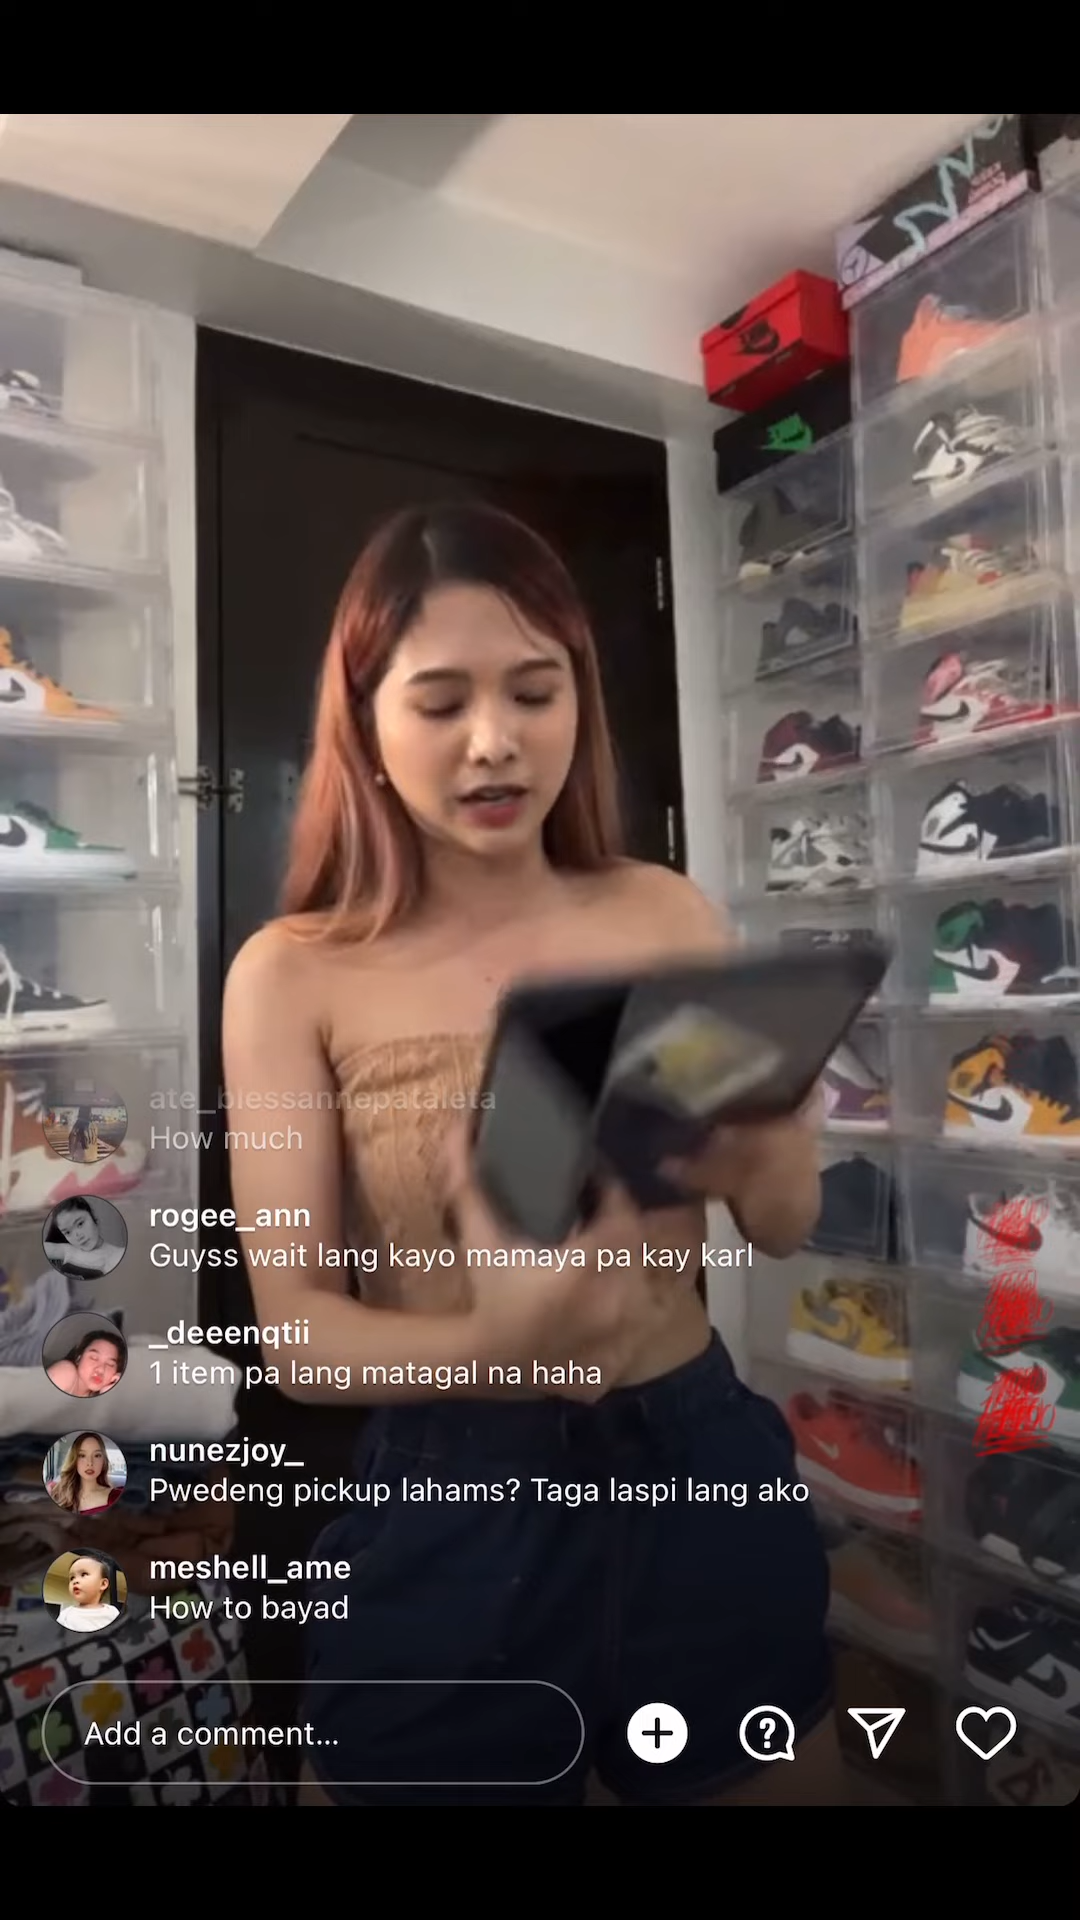 ate_blessannepataleta
How much
rogee_ann
Guyss wait lang kayo mamaya pa kay karl
_deeenqtii
1 item pa lang matagal na haha
nunezjoy_
Pwedeng pickup lahams? Taga laspi lang ako
meshell_ame
How to bayad
Add a comment...